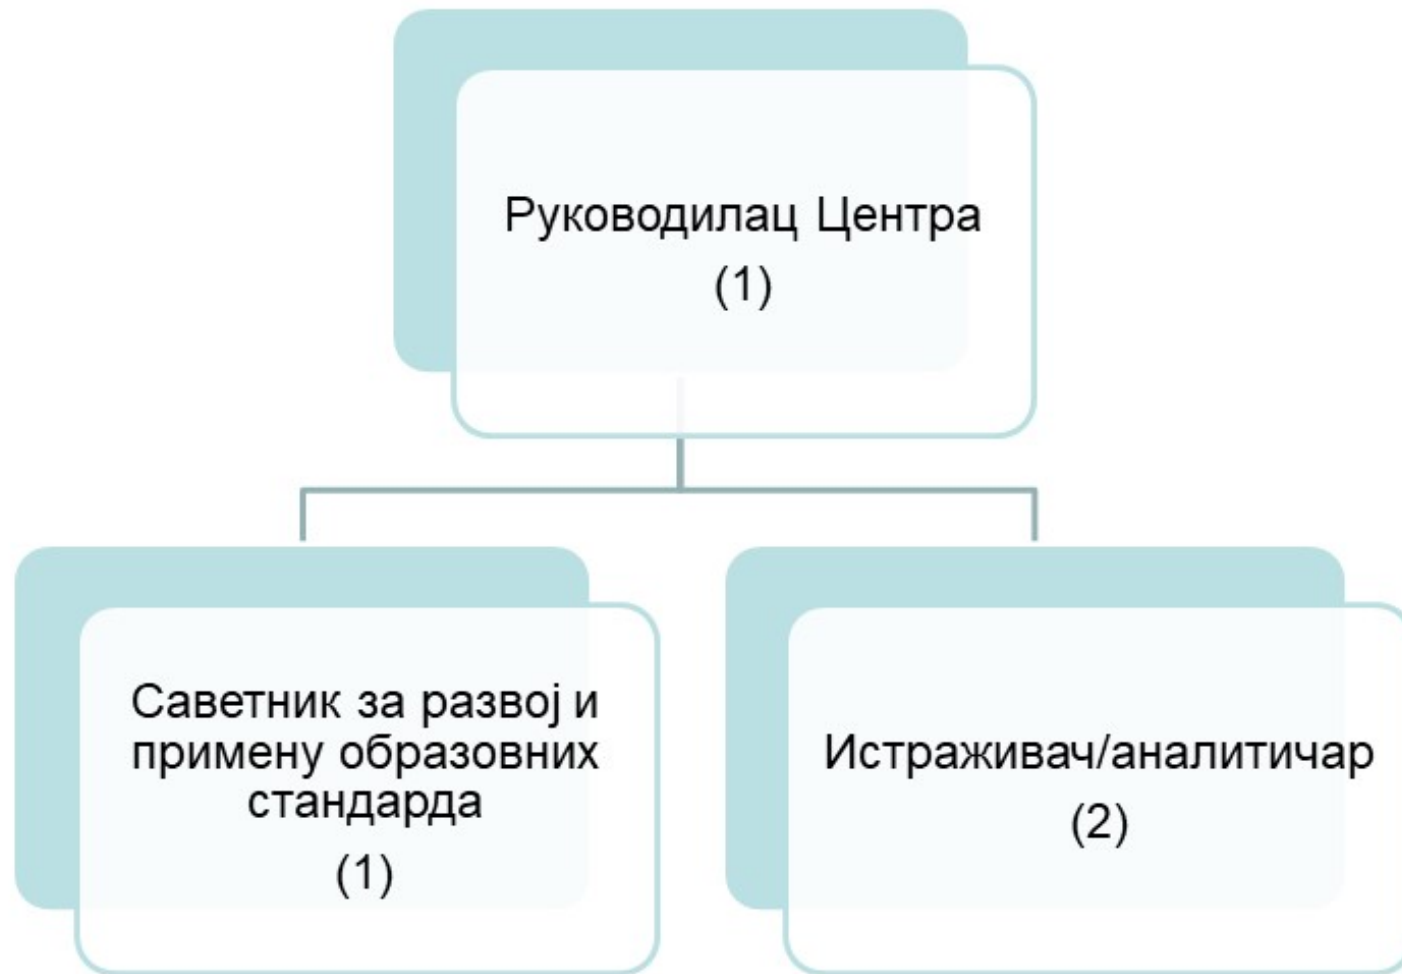 Руководилац Центра
(1)
Саветник за развој и
примену образовних
стандарда
(1)
Истраживач/аналитичар
(2)